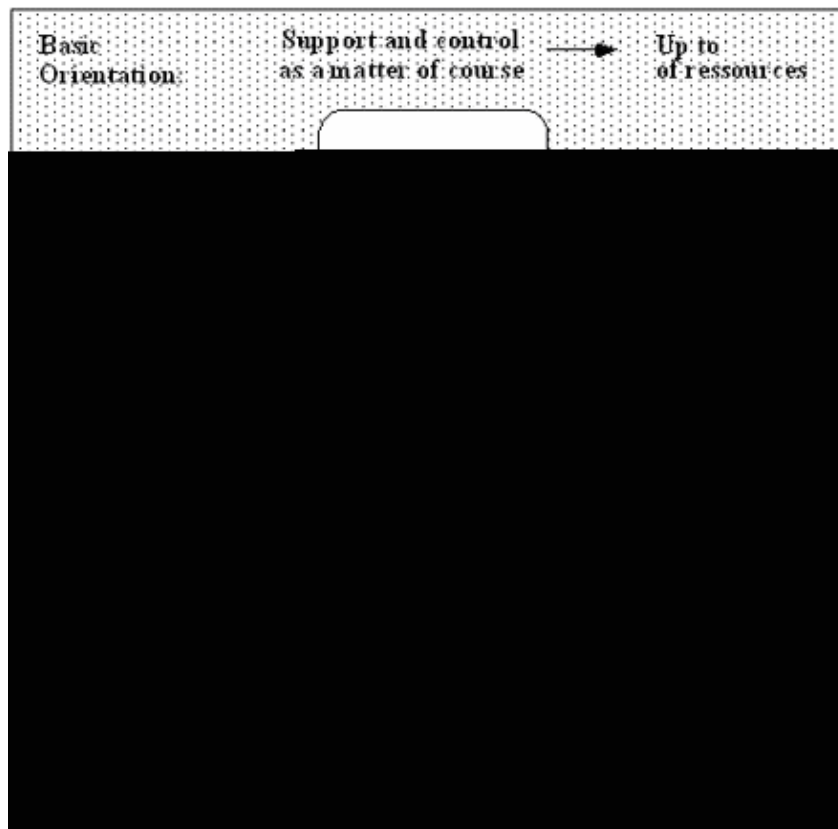 Basic
Orientation:
Support and control
as a matter of course
Up to
of ressources